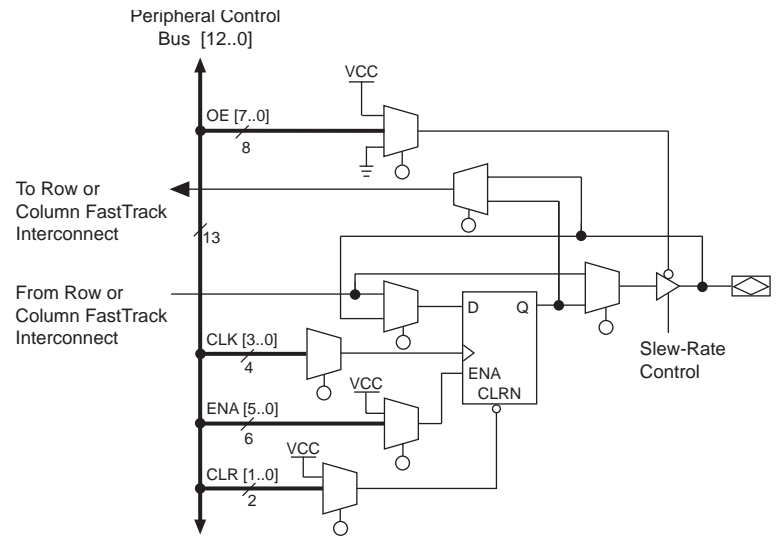 Peripheral Control
Bus [12..0]
VCC
OE [7..0]
8
To Row or
Column FastTrack
Interconnect
13
From Row or
Column FastTrack
Interconnect
D
Q
CLK [3..0]
4
ENA
CLRN
Slew-Rate
Control
VCC
ENA [5..0]
6
VCC
CLR [1..0]
2